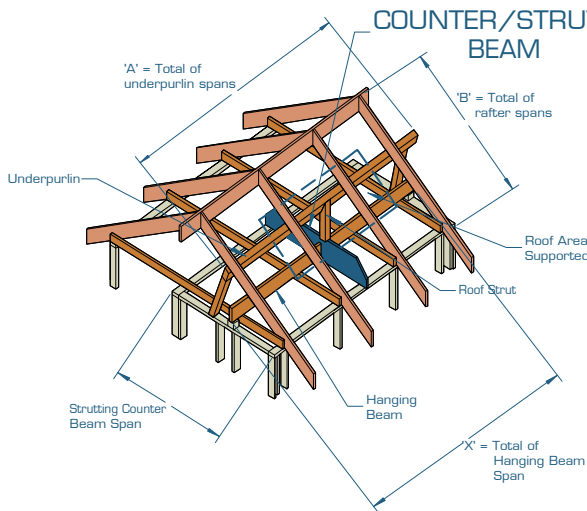 COUNTER/STRUT
BEAM
'A' = Total of
underpurlin spans
'B' = Total of
rafter spans
Underpurlin
Roof Area
Supported
Roof Strut
Strutting Counter
Beam Span
Hanging
Beam
'X' = Total of
Hanging Beam
Span